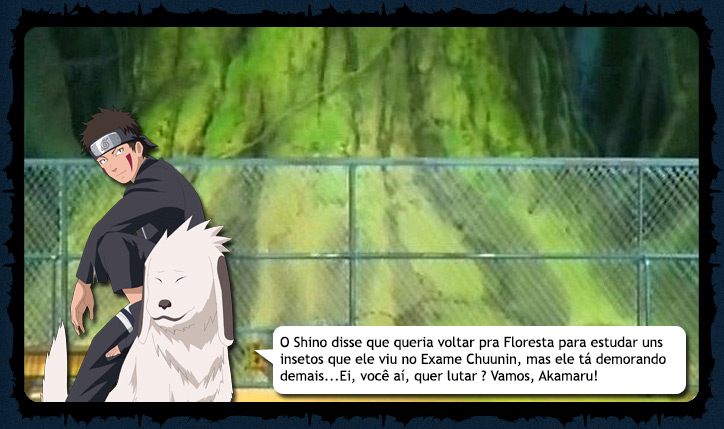 O Shino disse que queria voltar pra Floresta para estudar uns
insetos que ele viu no Exame Chuunin, mas ele tá demorando
demais...Ei, você aí, quer lutar ? Vamos, Akamaru!